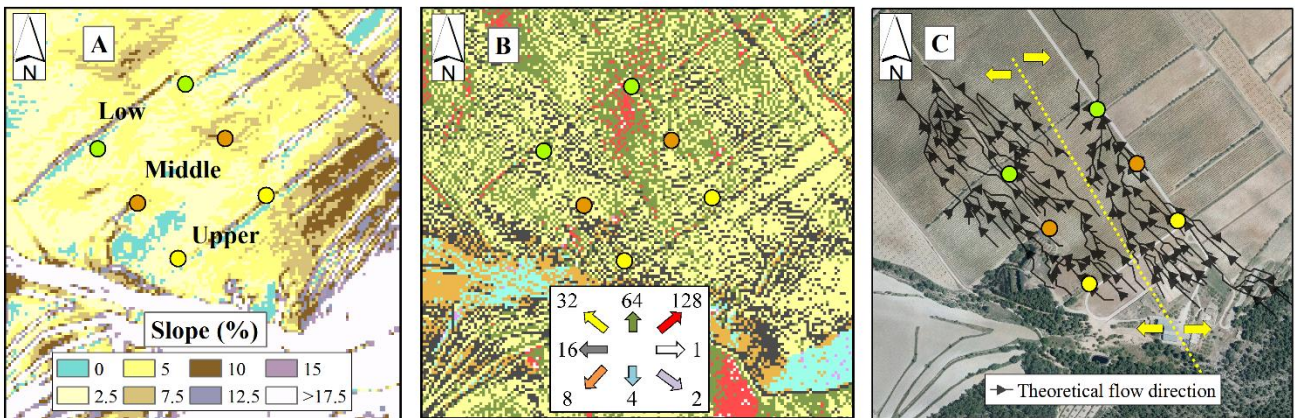 A
N
Low
Middle
Upper
Slope (%)
0 5 10 15
2.5 7.5 12.5 >17.5
B
N
32 64 128
16 1
8 4 2
C
N
Theoretical flow direction